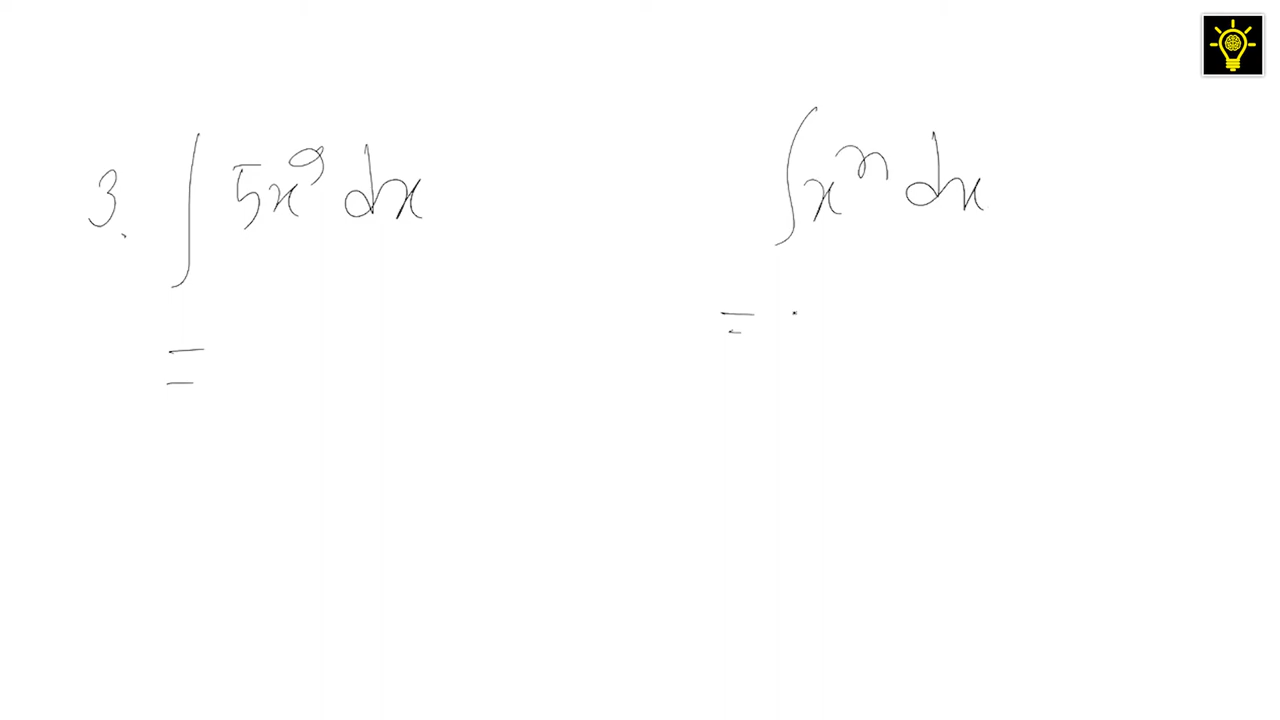 3. ∫ 5x⁹ dx
=
∫ xⁿ dx
=